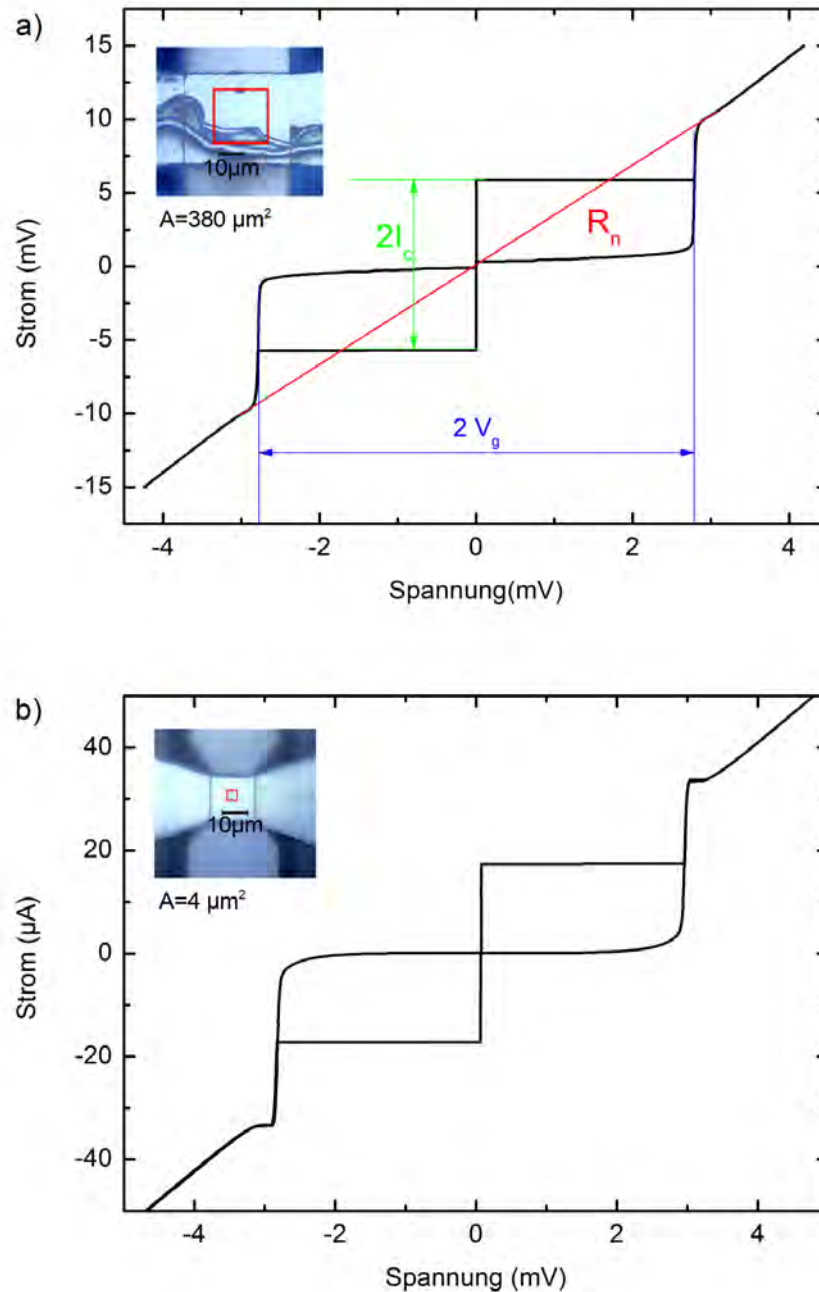 a)
15
10
5
0
-5
-10
-15
Strom (mV)
10µm
A=380 µm²
2I_c
R_n
2 V_g
-4 -2 0 2 4
Spannung(mV)
b)
40
20
0
-20
-40
Strom (µA)
10µm
A=4 µm²
-4 -2 0 2 4
Spannung (mV)